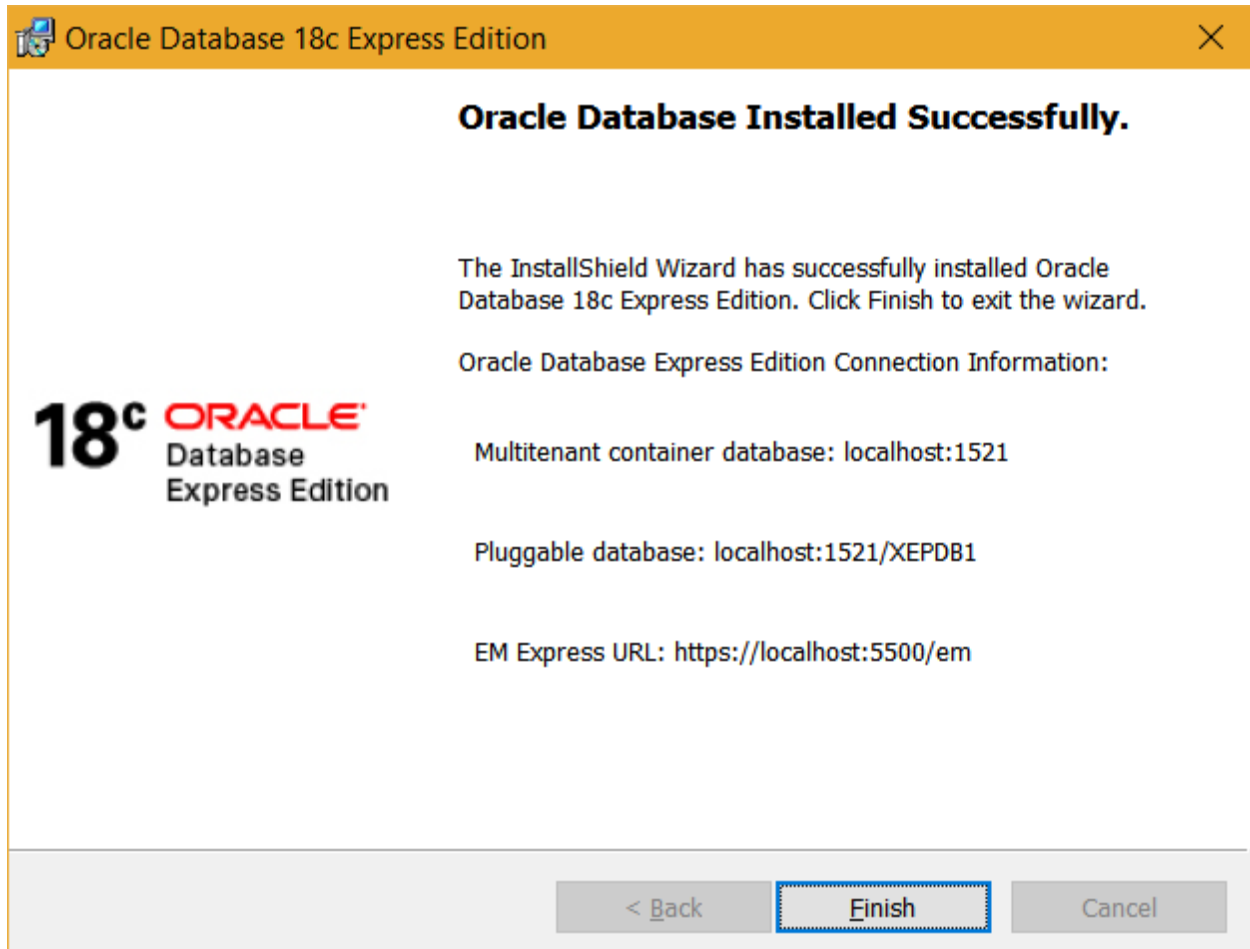 Oracle Database 18c Express Edition
Oracle Database Installed Successfully.
The InstallShield Wizard has successfully installed Oracle
Database 18c Express Edition. Click Finish to exit the wizard.
Oracle Database Express Edition Connection Information:
18c ORACLE
Database
Express Edition
Multitenant container database: localhost:1521
Pluggable database: localhost:1521/XEPDB1
EM Express URL: https://localhost:5500/em
< Back
Finish
Cancel